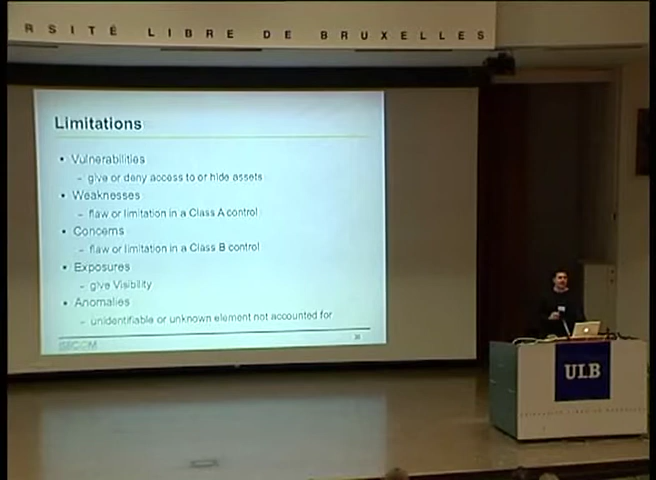 RSITÉ LIBRE DE BRUXELLES
Limitations
• Vulnerabilities
– give or deny access to or hide assets
• Weaknesses
– flaw or limitation in a Class A control
• Concerns
– flaw or limitation in a Class B control
• Exposures
– give Visibility
• Anomalies
– unidentifiable or unknown element not accounted for
ISECOM
ULB